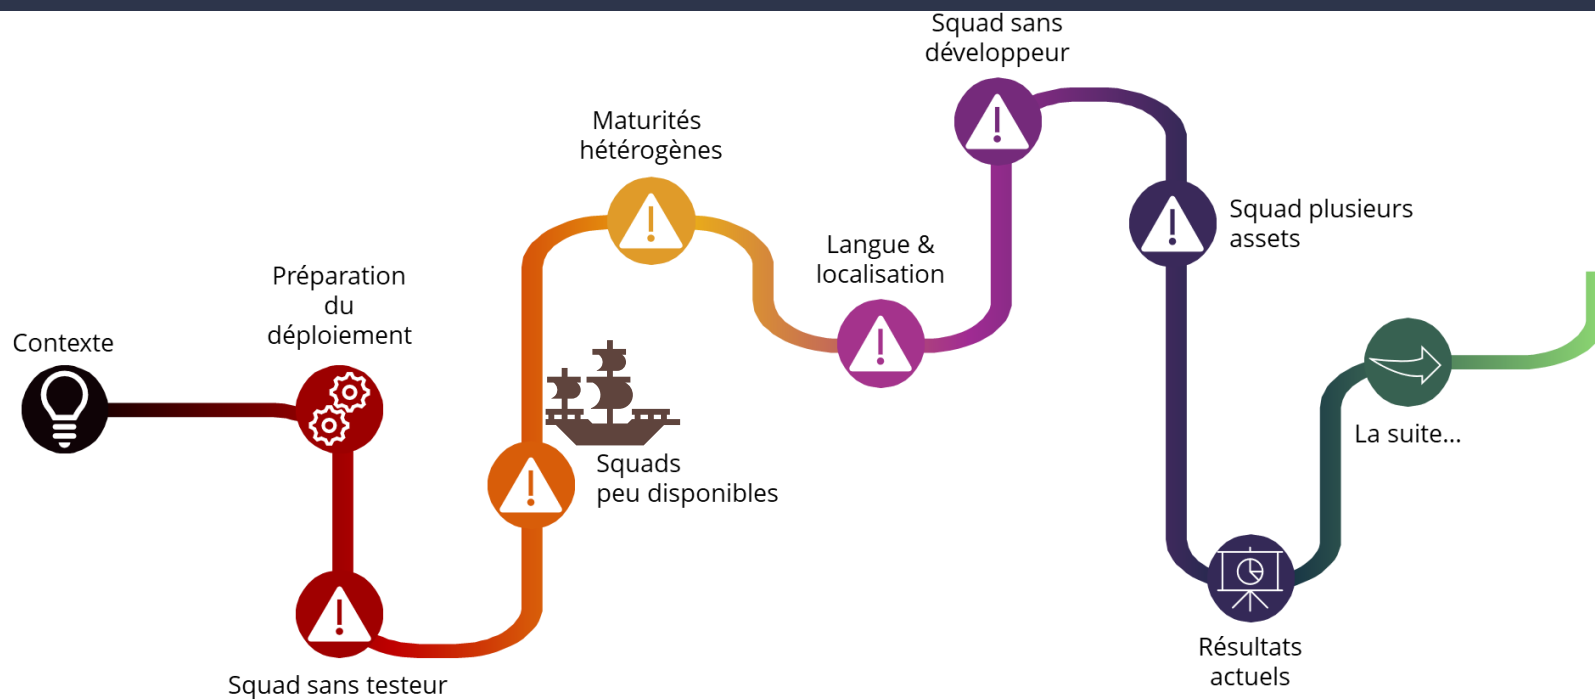 Contexte
Préparation
du
déploiement
Squad sans testeur
Squads
peu disponibles
Maturités
hétérogènes
Langue &
localisation
Squad sans
développeur
Squad plusieurs
assets
Résultats
actuels
La suite...